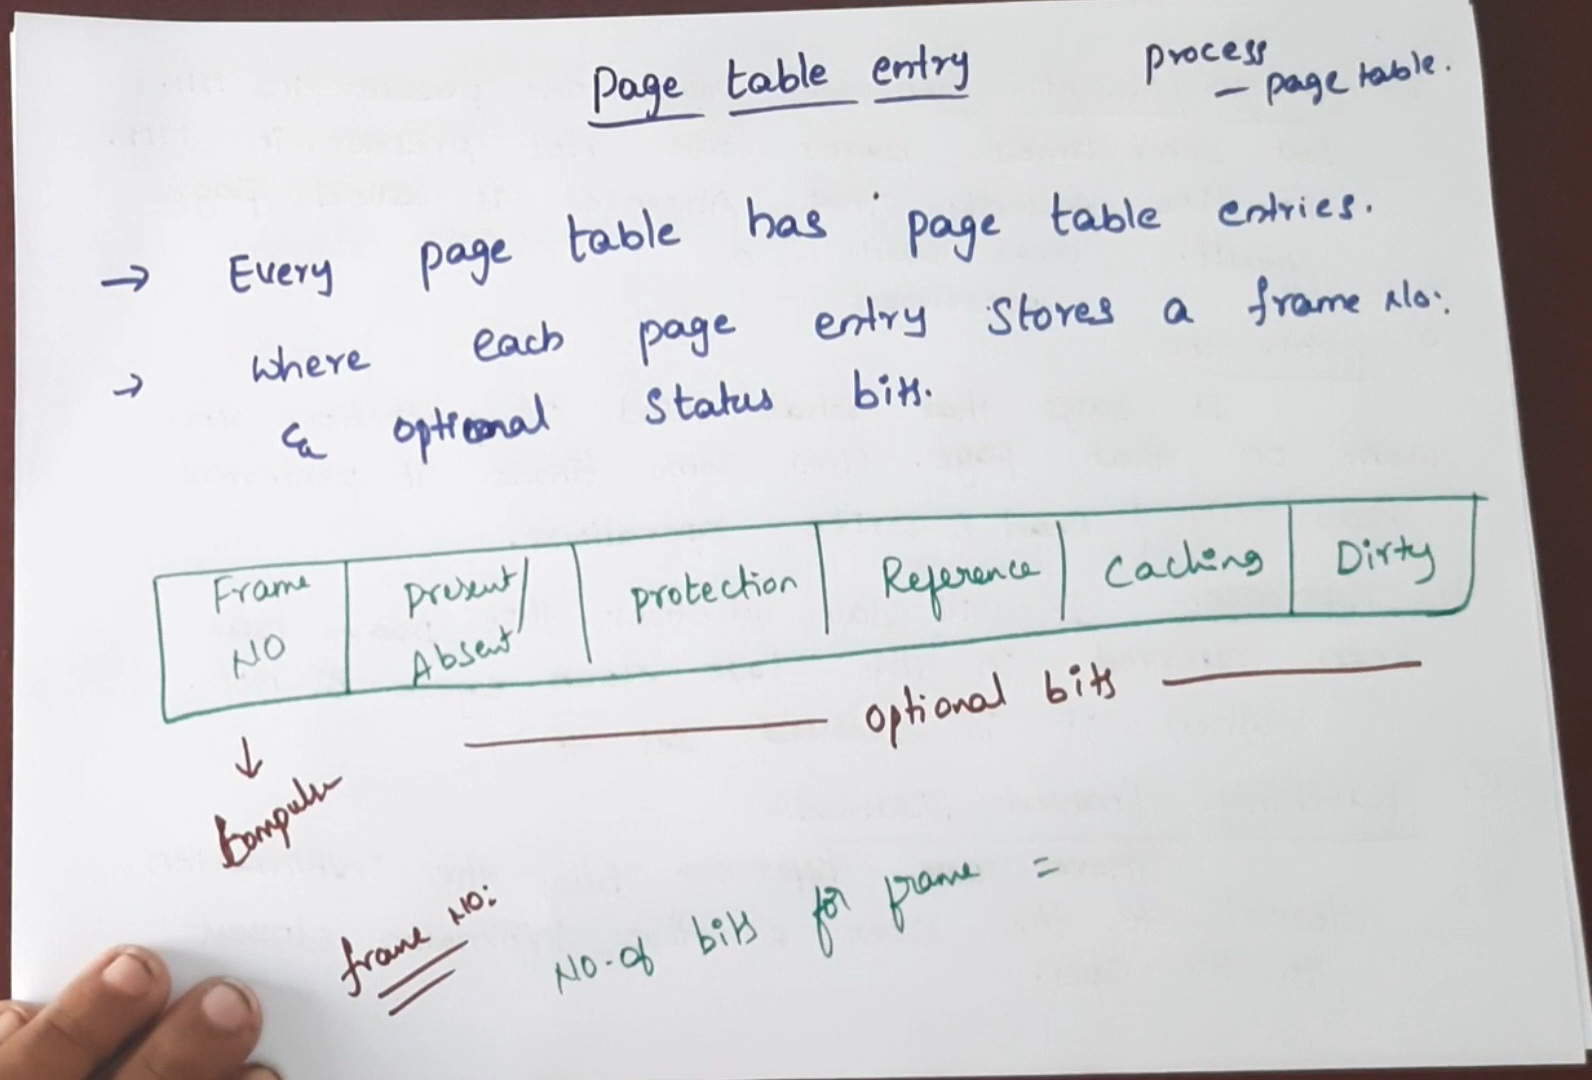 Page table entry
process
- page table.
→ Every page table has page table entries.
→ where each page entry stores a frame No:
& optional status bits.
Frame NO
Present/ Absent
protection
Reference
Caching
Dirty
optional bits
frame NO:
No. of bits for frame =